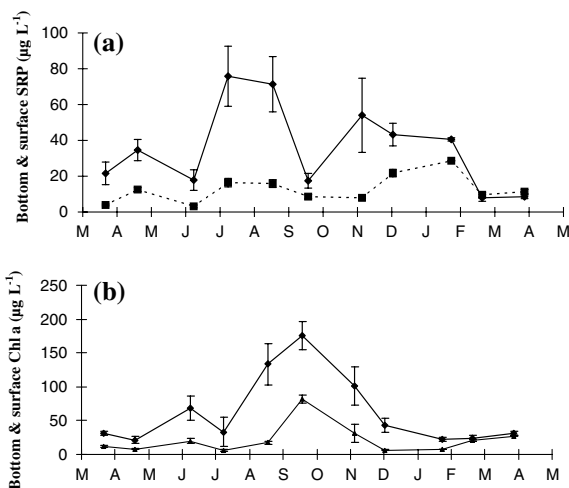 (a)
Bottom & surface SRP (µg L-1)
100
80
60
40
20
0
M A M J J A S O N D J F M A M
(b)
Bottom & surface Chl a (µg L-1)
250
200
150
100
50
0
M A M J J A S O N D J F M A M